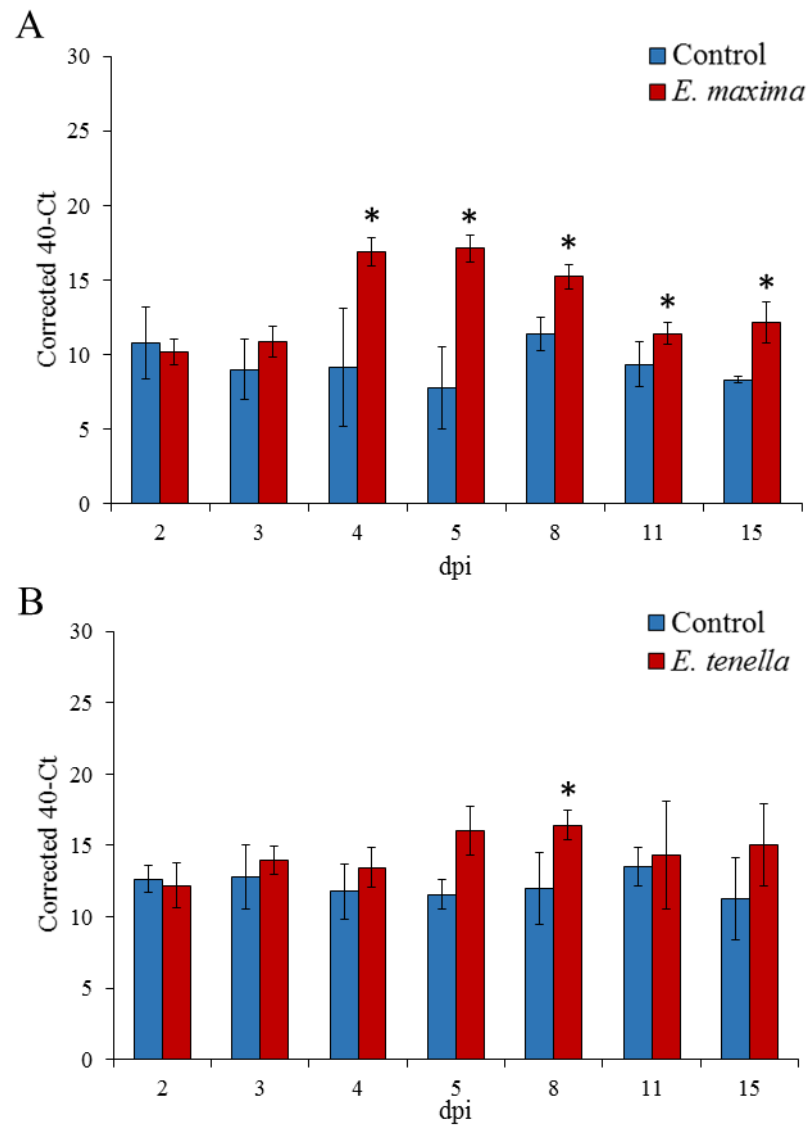 A
30
25
20
15
10
5
0
Corrected 40-Ct
Control
E. maxima
* * * * *
2 3 4 5 8 11 15
dpi
B
30
25
20
15
10
5
0
Corrected 40-Ct
Control
E. tenella
*
2 3 4 5 8 11 15
dpi